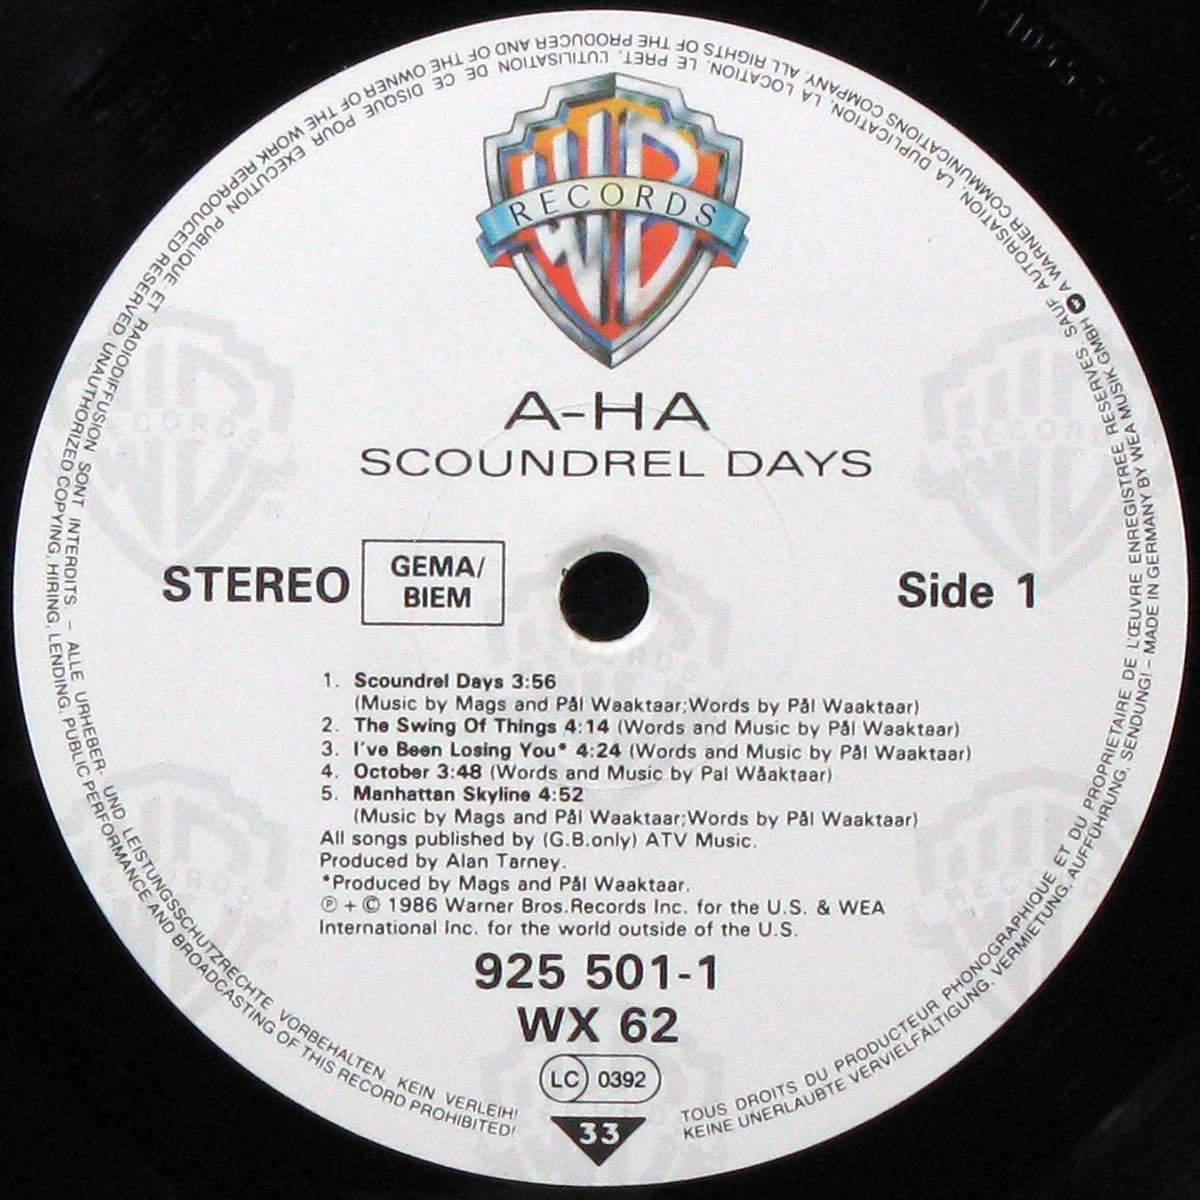 WB
RECORDS
A-HA
SCOUNDREL DAYS
STEREO
GEMA/
BIEM
Side 1
1. Scoundrel Days 3:56
(Music by Mags and Pål Waaktaar;Words by Pål Waaktaar)
2. The Swing Of Things 4:14 (Words and Music by Pål Waaktaar)
3. I've Been Losing You* 4:24 (Words and Music by Pål Waaktaar)
4. October 3:48 (Words and Music by Pal Wåaktaar)
5. Manhattan Skyline 4:52
(Music by Mags and Pål Waaktaar;Words by Pål Waaktaar)
All songs published by (G.B.only) ATV Music.
Produced by Alan Tarney.
*Produced by Mags and Pål Waaktaar.
℗ + © 1986 Warner Bros.Records Inc. for the U.S. & WEA
International Inc. for the world outside of the U.S.
925 501-1
WX 62
LC 0392
33
TOUS DROITS DU PRODUCTEUR PHONOGRAPHIQUE ET DU PROPRIETAIRE DE L'ŒUVRE ENREGISTREE RESERVES. SAUF AUTORISATION, LA DUPLICATION, LA LOCATION, LE PRET, L'UTILISATION DE CE DISQUE POUR EXECUTION PUBLIQUE ET RADIODIFFUSION SONT INTERDITS. – ALLE URHEBER- UND LEISTUNGSSCHUTZRECHTE VORBEHALTEN. KEIN VERLEIH!
KEINE UNERLAUBTE VERVIELFÄLTIGUNG, VERMIETUNG, AUFFÜHRUNG, SENDUNG! - MADE IN GERMANY BY WEA MUSIK GMBH A WARNER COMMUNICATIONS COMPANY. ALL RIGHTS OF THE PRODUCER AND OF THE OWNER OF THE WORK REPRODUCED RESERVED. UNAUTHORIZED COPYING, HIRING, LENDING, PUBLIC PERFORMANCE AND BROADCASTING OF THIS RECORD PROHIBITED!